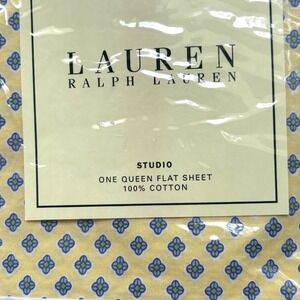 LAUREN
RALPH LAUREN
STUDIO
ONE QUEEN FLAT SHEET
100% COTTON